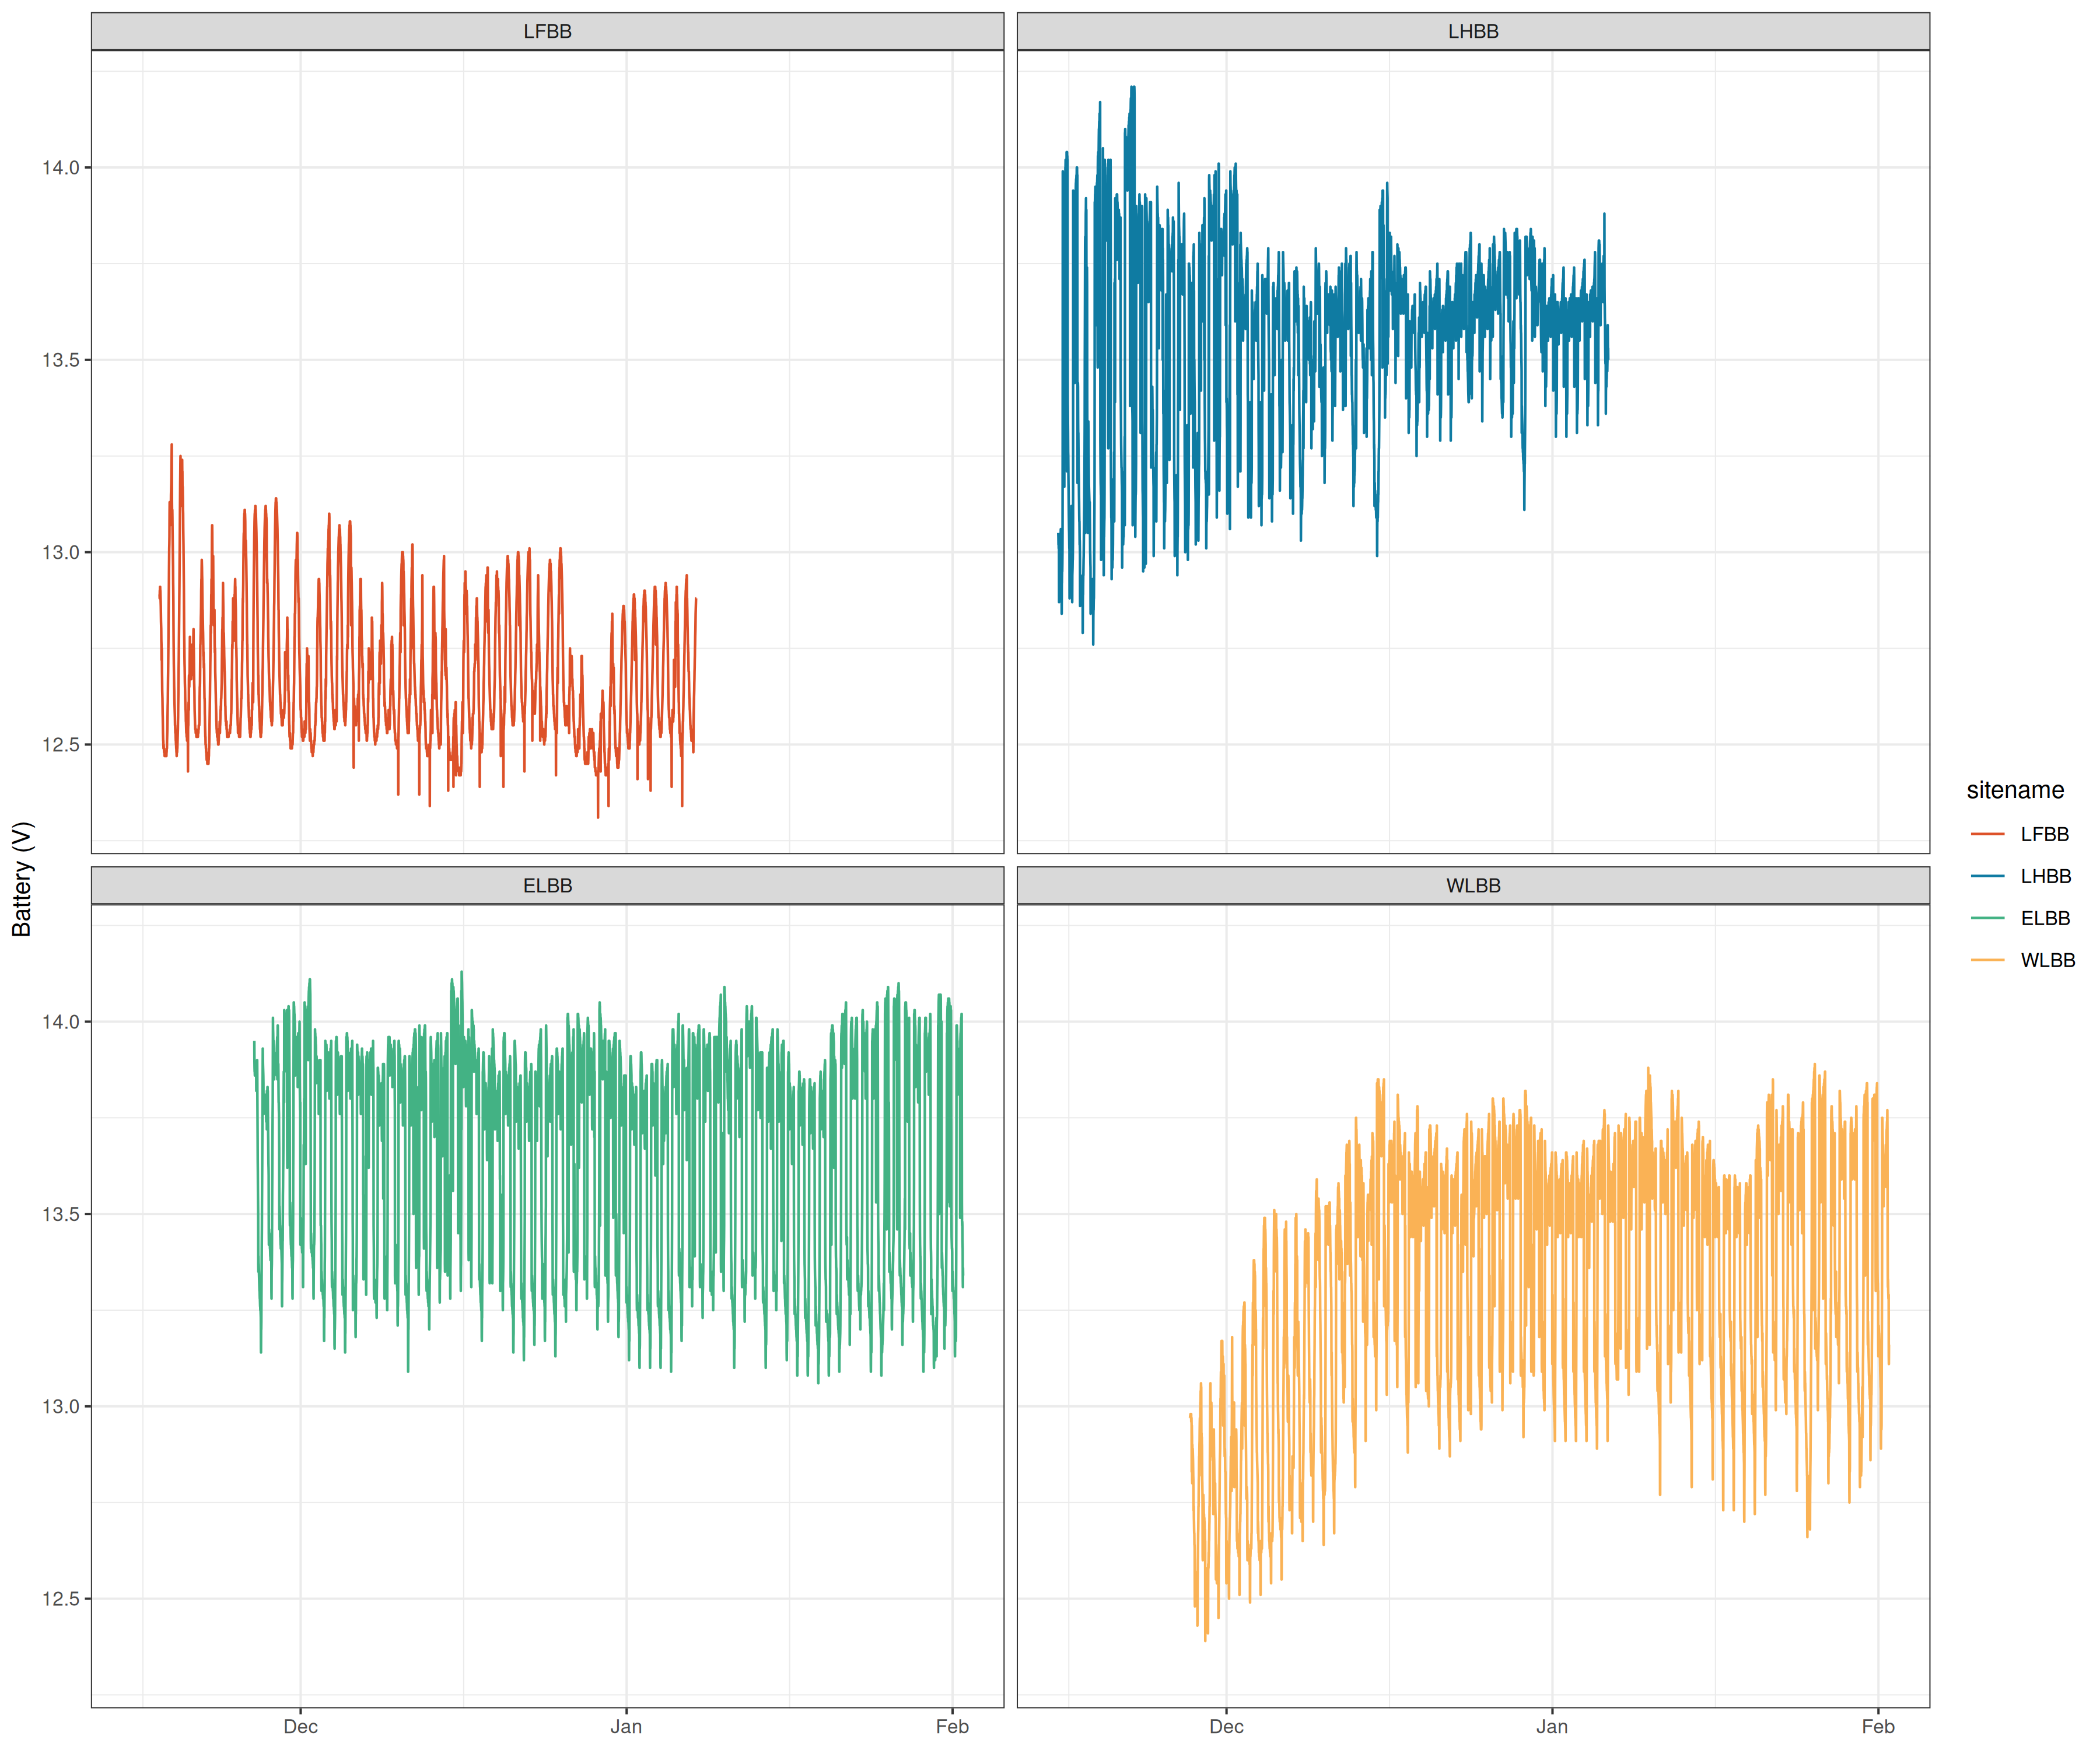 LFBB
LHBB
14.0
13.5
13.0
12.5
ELBB
WLBB
14.0
13.5
13.0
12.5
Dec
Jan
Feb
Dec
Jan
Feb
Battery (V)
sitename
LFBB
LHBB
ELBB
WLBB